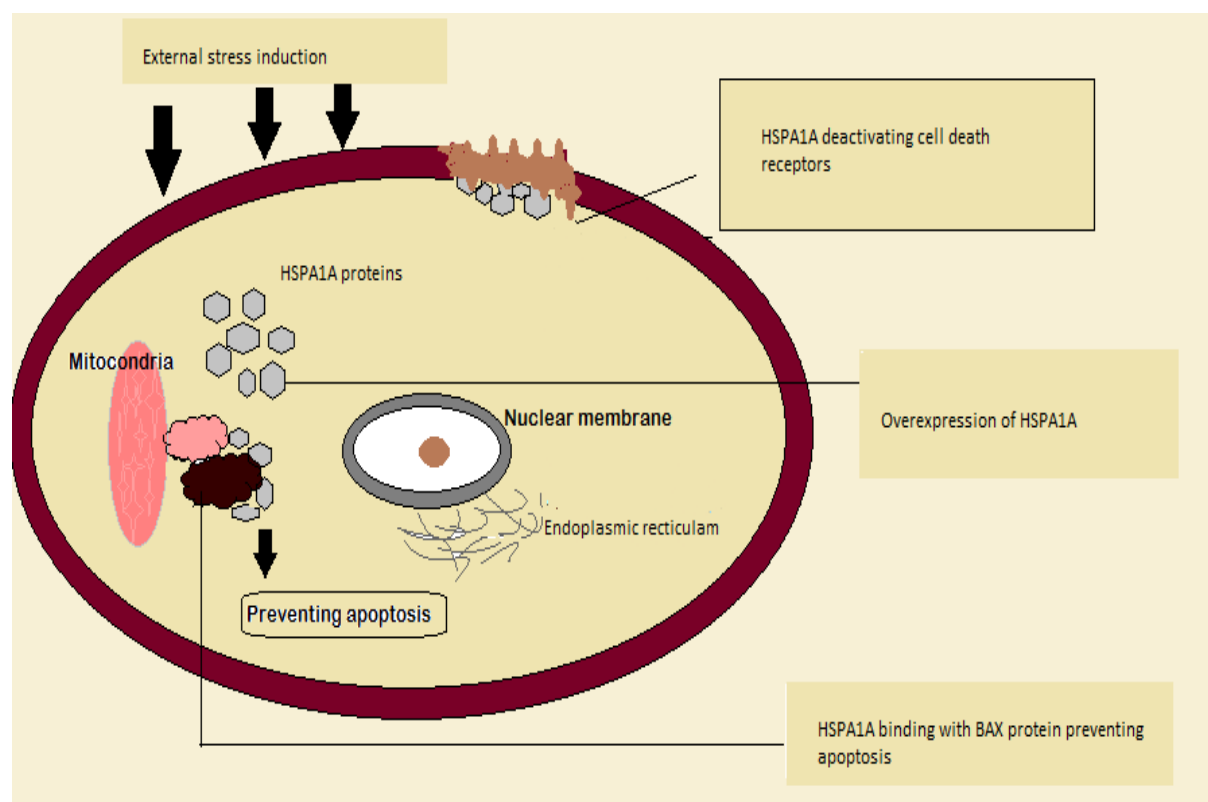 External stress induction
HSPA1A deactivating cell death
receptors
HSPA1A proteins
Mitocondria
Nuclear membrane
Overexpression of HSPA1A
Endoplasmic recticulam
Preventing apoptosis
HSPA1A binding with BAX protein preventing
apoptosis